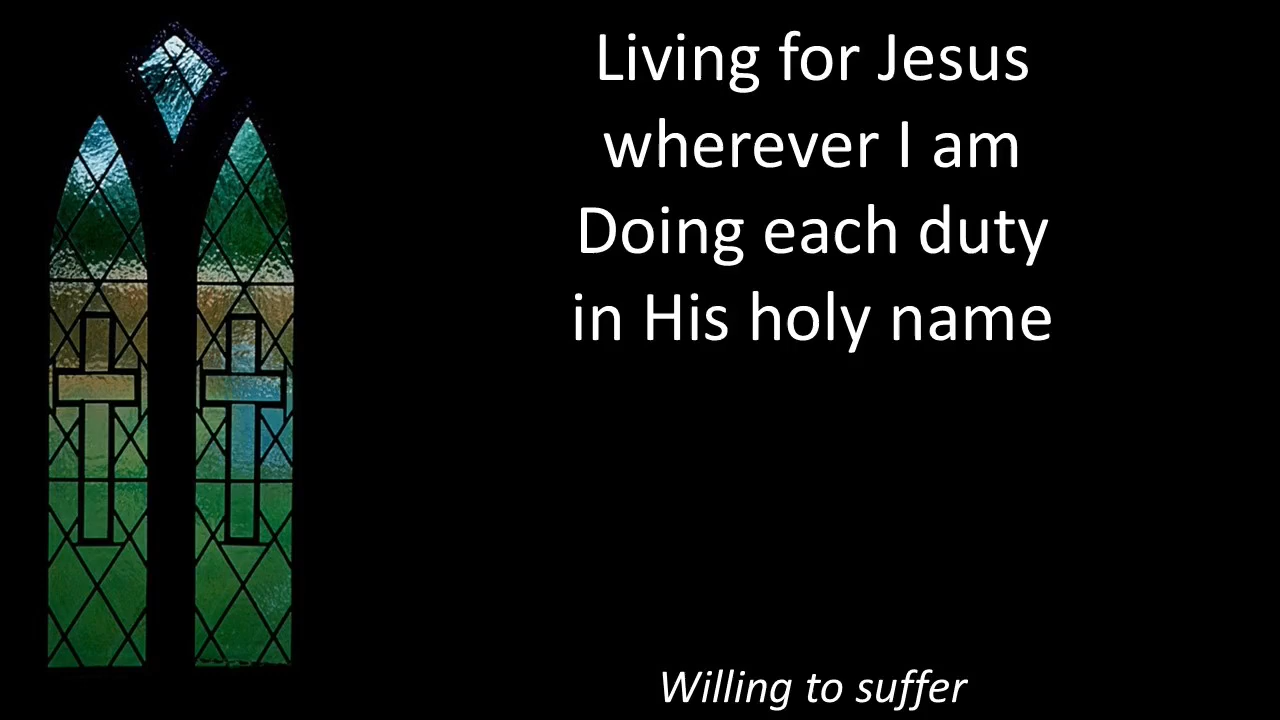 Living for Jesus
wherever I am
Doing each duty
in His holy name
Willing to suffer